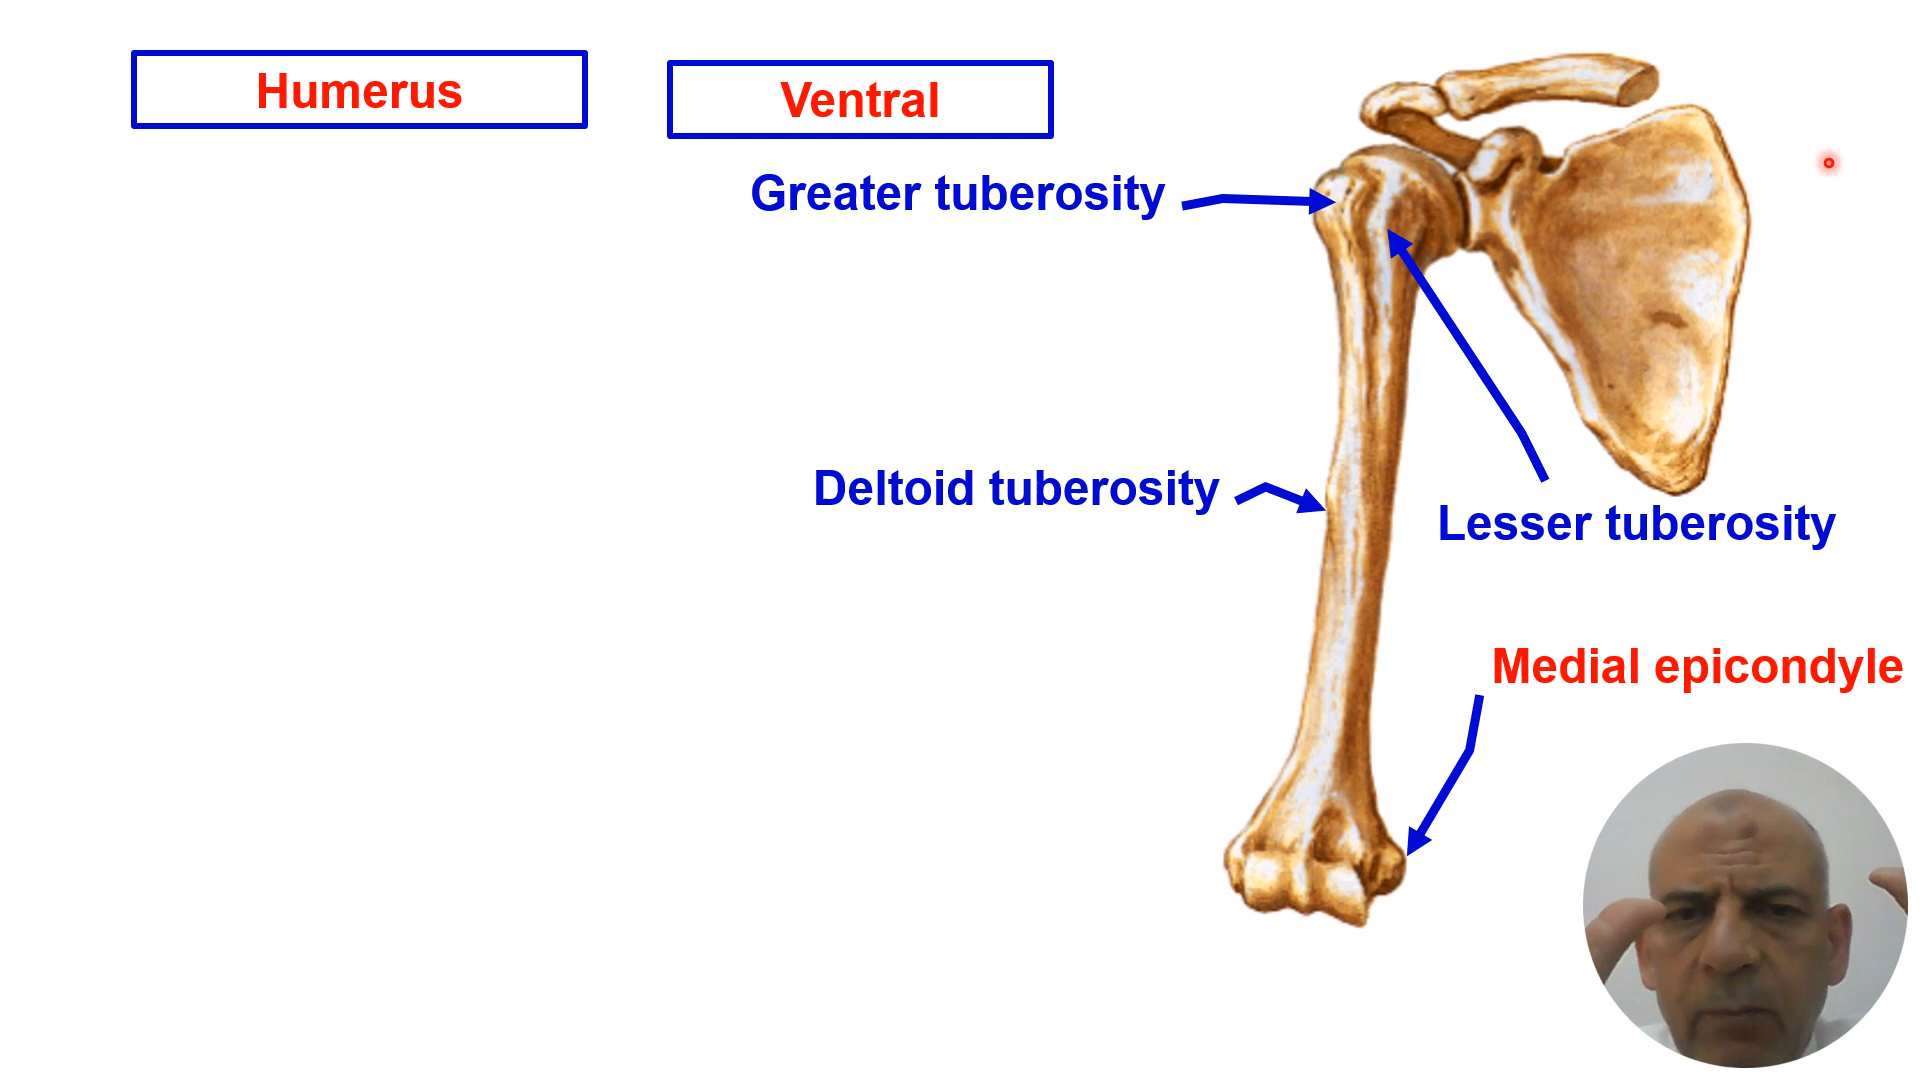 Humerus
Ventral
Greater tuberosity
Deltoid tuberosity
Lesser tuberosity
Medial epicondyle